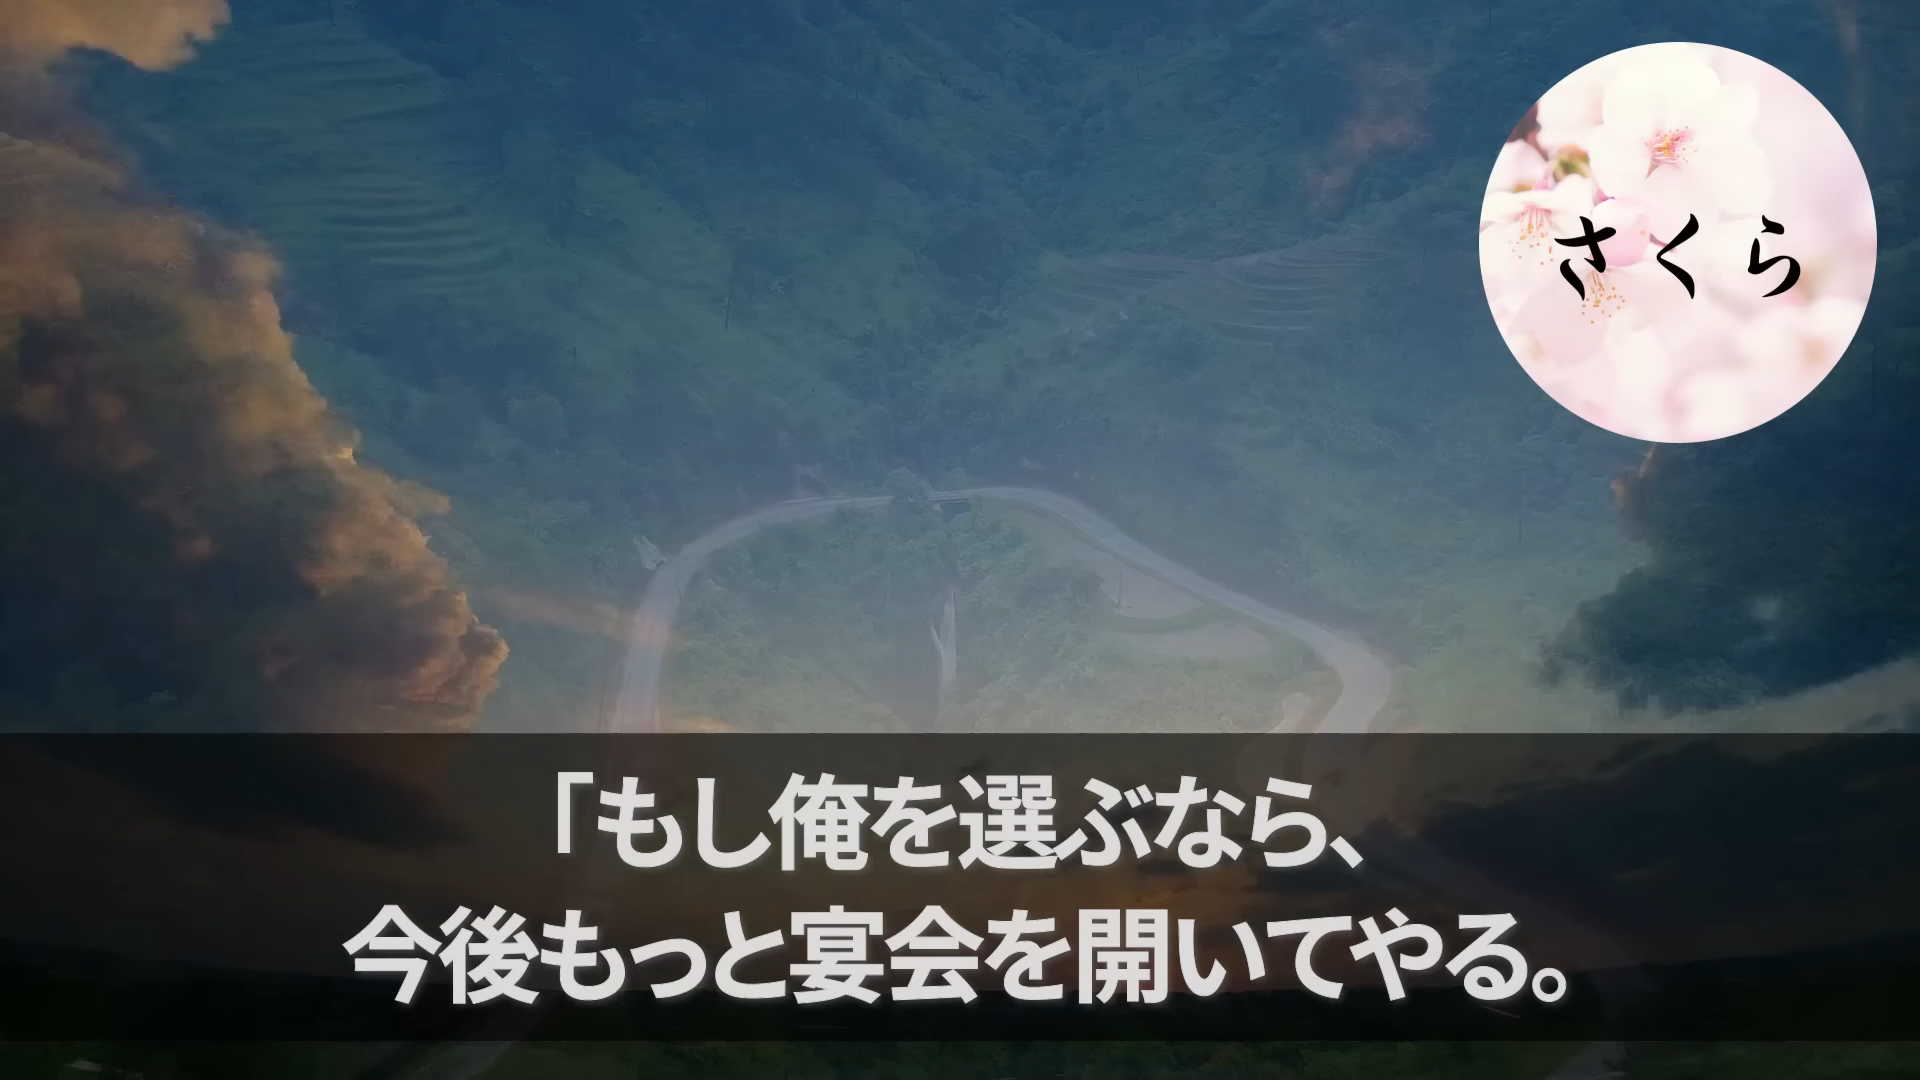 さくら
「もし俺を選ぶなら、
今後もっと宴会を開いてやる。